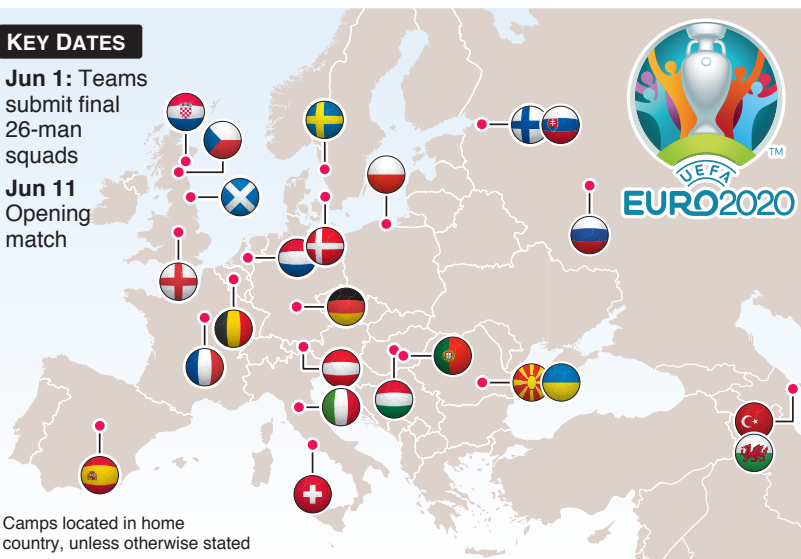 KEY DATES
Jun 1: Teams
submit final
26-man
squads
Jun 11
Opening
match
TM
UEFA
EURO2020
Camps located in home
country, unless otherwise stated